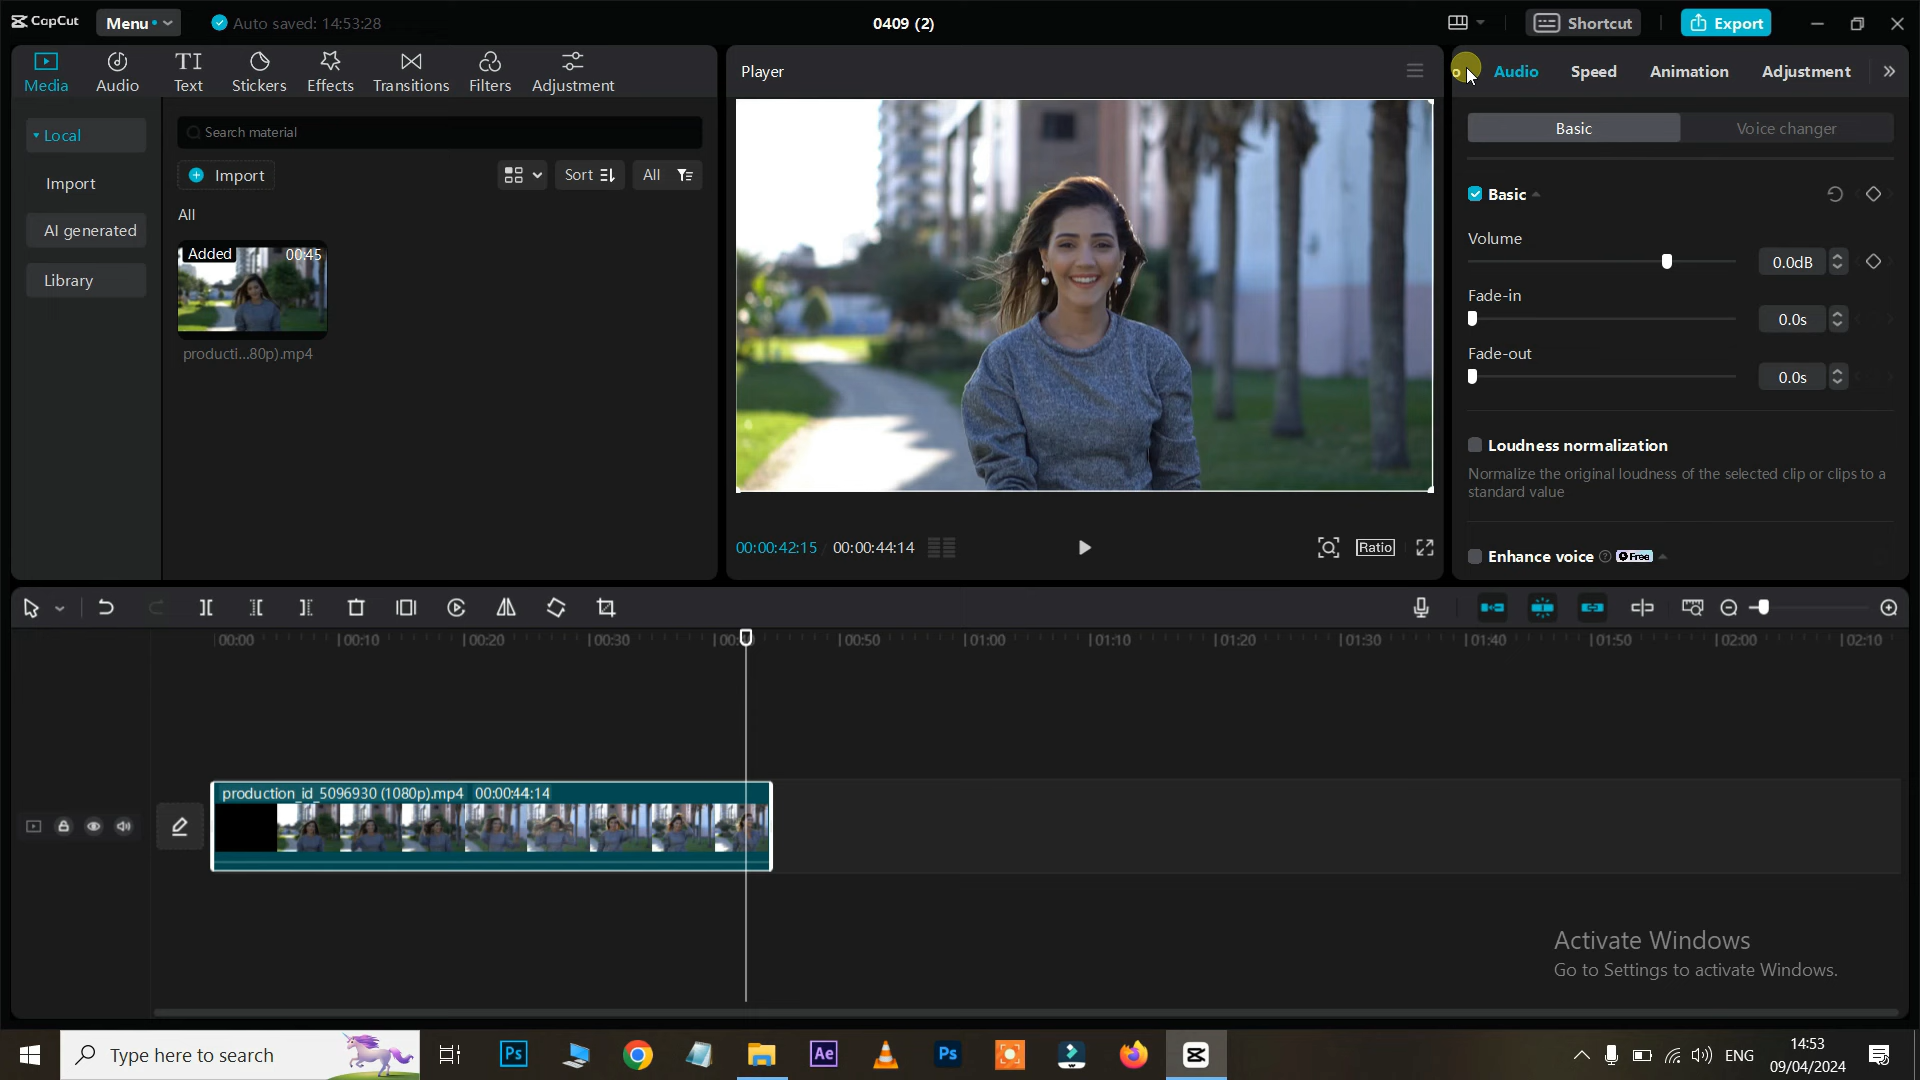 CapCut
Menu
Auto saved: 14:53:28
0409 (2)
Shortcut
Export
Media
Audio
Text
Stickers
Effects
Transitions
Filters
Adjustment
Local
Import
AI generated
Library
Search material
Import
Sort
All
All
Added
00:45
producti...80p).mp4
Player
00:00:42:15
00:00:44:14
Ratio
o
Audio
Speed
Animation
Adjustment
Basic
Voice changer
Basic
Volume
0.0dB
Fade-in
0.0s
Fade-out
0.0s
Loudness normalization
Normalize the original loudness of the selected clip or clips to a
standard value
Enhance voice
Free
00:00
00:10
00:20
00:30
00:50
01:00
01:10
01:20
01:30
01:40
01:50
02:00
02:10
production_id_5096930 (1080p).mp4 00:00:44:14
Activate Windows
Go to Settings to activate Windows.
Type here to search
Ps
Ae
Ps
ENG
14:53
09/04/2024